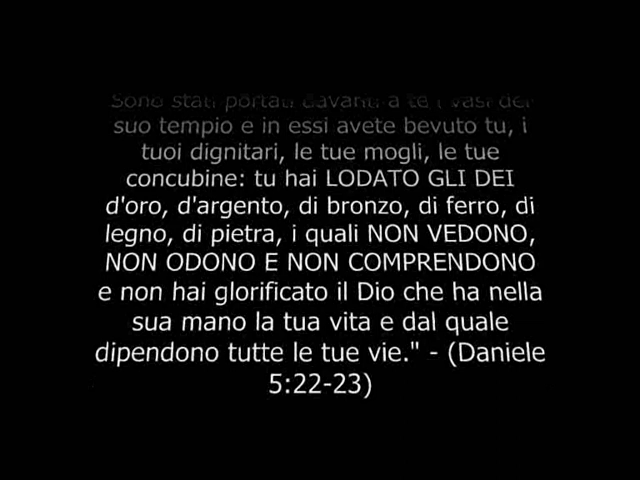 Sono stati portati davanti a te i vasi del
suo tempio e in essi avete bevuto tu, i
tuoi dignitari, le tue mogli, le tue
concubine: tu hai LODATO GLI DEI
d'oro, d'argento, di bronzo, di ferro, di
legno, di pietra, i quali NON VEDONO,
NON ODONO E NON COMPRENDONO
e non hai glorificato il Dio che ha nella
sua mano la tua vita e dal quale
dipendono tutte le tue vie." - (Daniele
5:22-23)